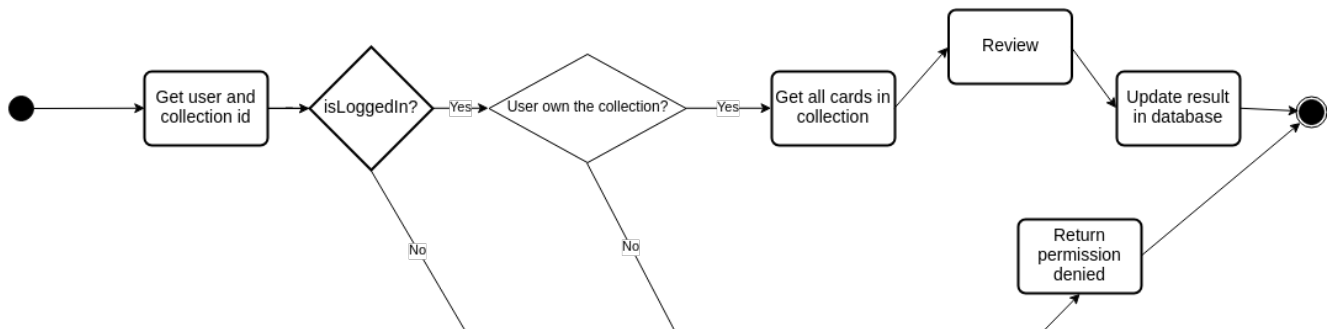 Get user and
collection id
isLoggedIn?
Yes
User own the collection?
Yes
Get all cards in
collection
Review
Update result
in database
No
No
Return
permission
denied